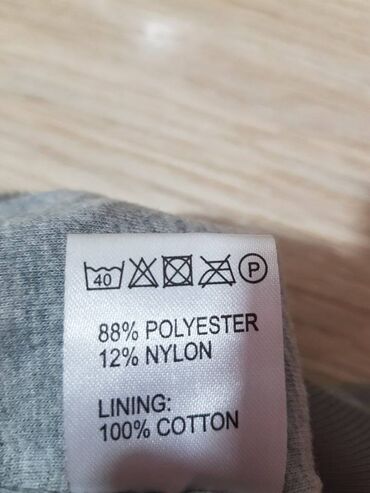 40 P
88% POLYESTER
12% NYLON
LINING:
100% COTTON